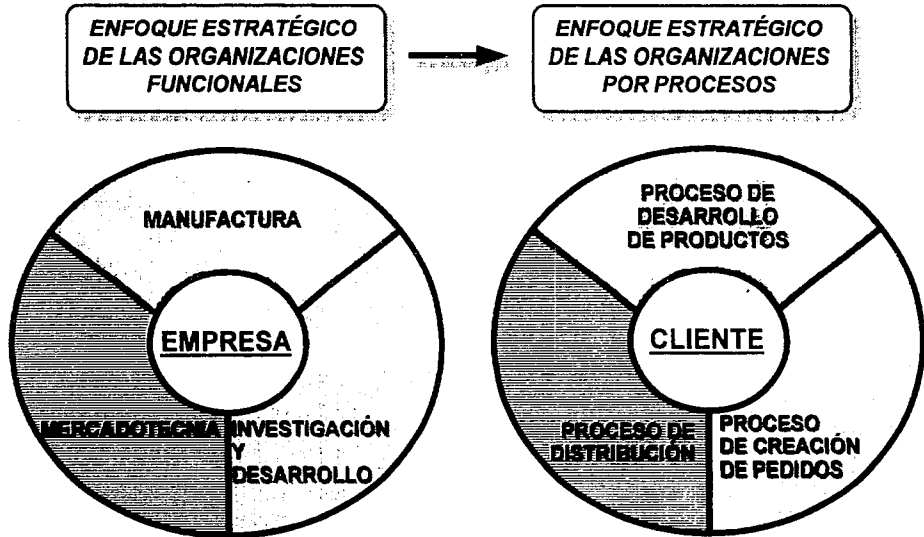 ENFOQUE ESTRATÉGICO
DE LAS ORGANIZACIONES
FUNCIONALES
ENFOQUE ESTRATÉGICO
DE LAS ORGANIZACIONES
POR PROCESOS
MANUFACTURA
EMPRESA
MERCADOTECNIA
INVESTIGACIÓN
Y
DESARROLLO
PROCESO DE
DESARROLLO
DE PRODUCTOS
CLIENTE
PROCESO DE
DISTRIBUCIÓN
PROCESO
DE CREACIÓN
DE PEDIDOS